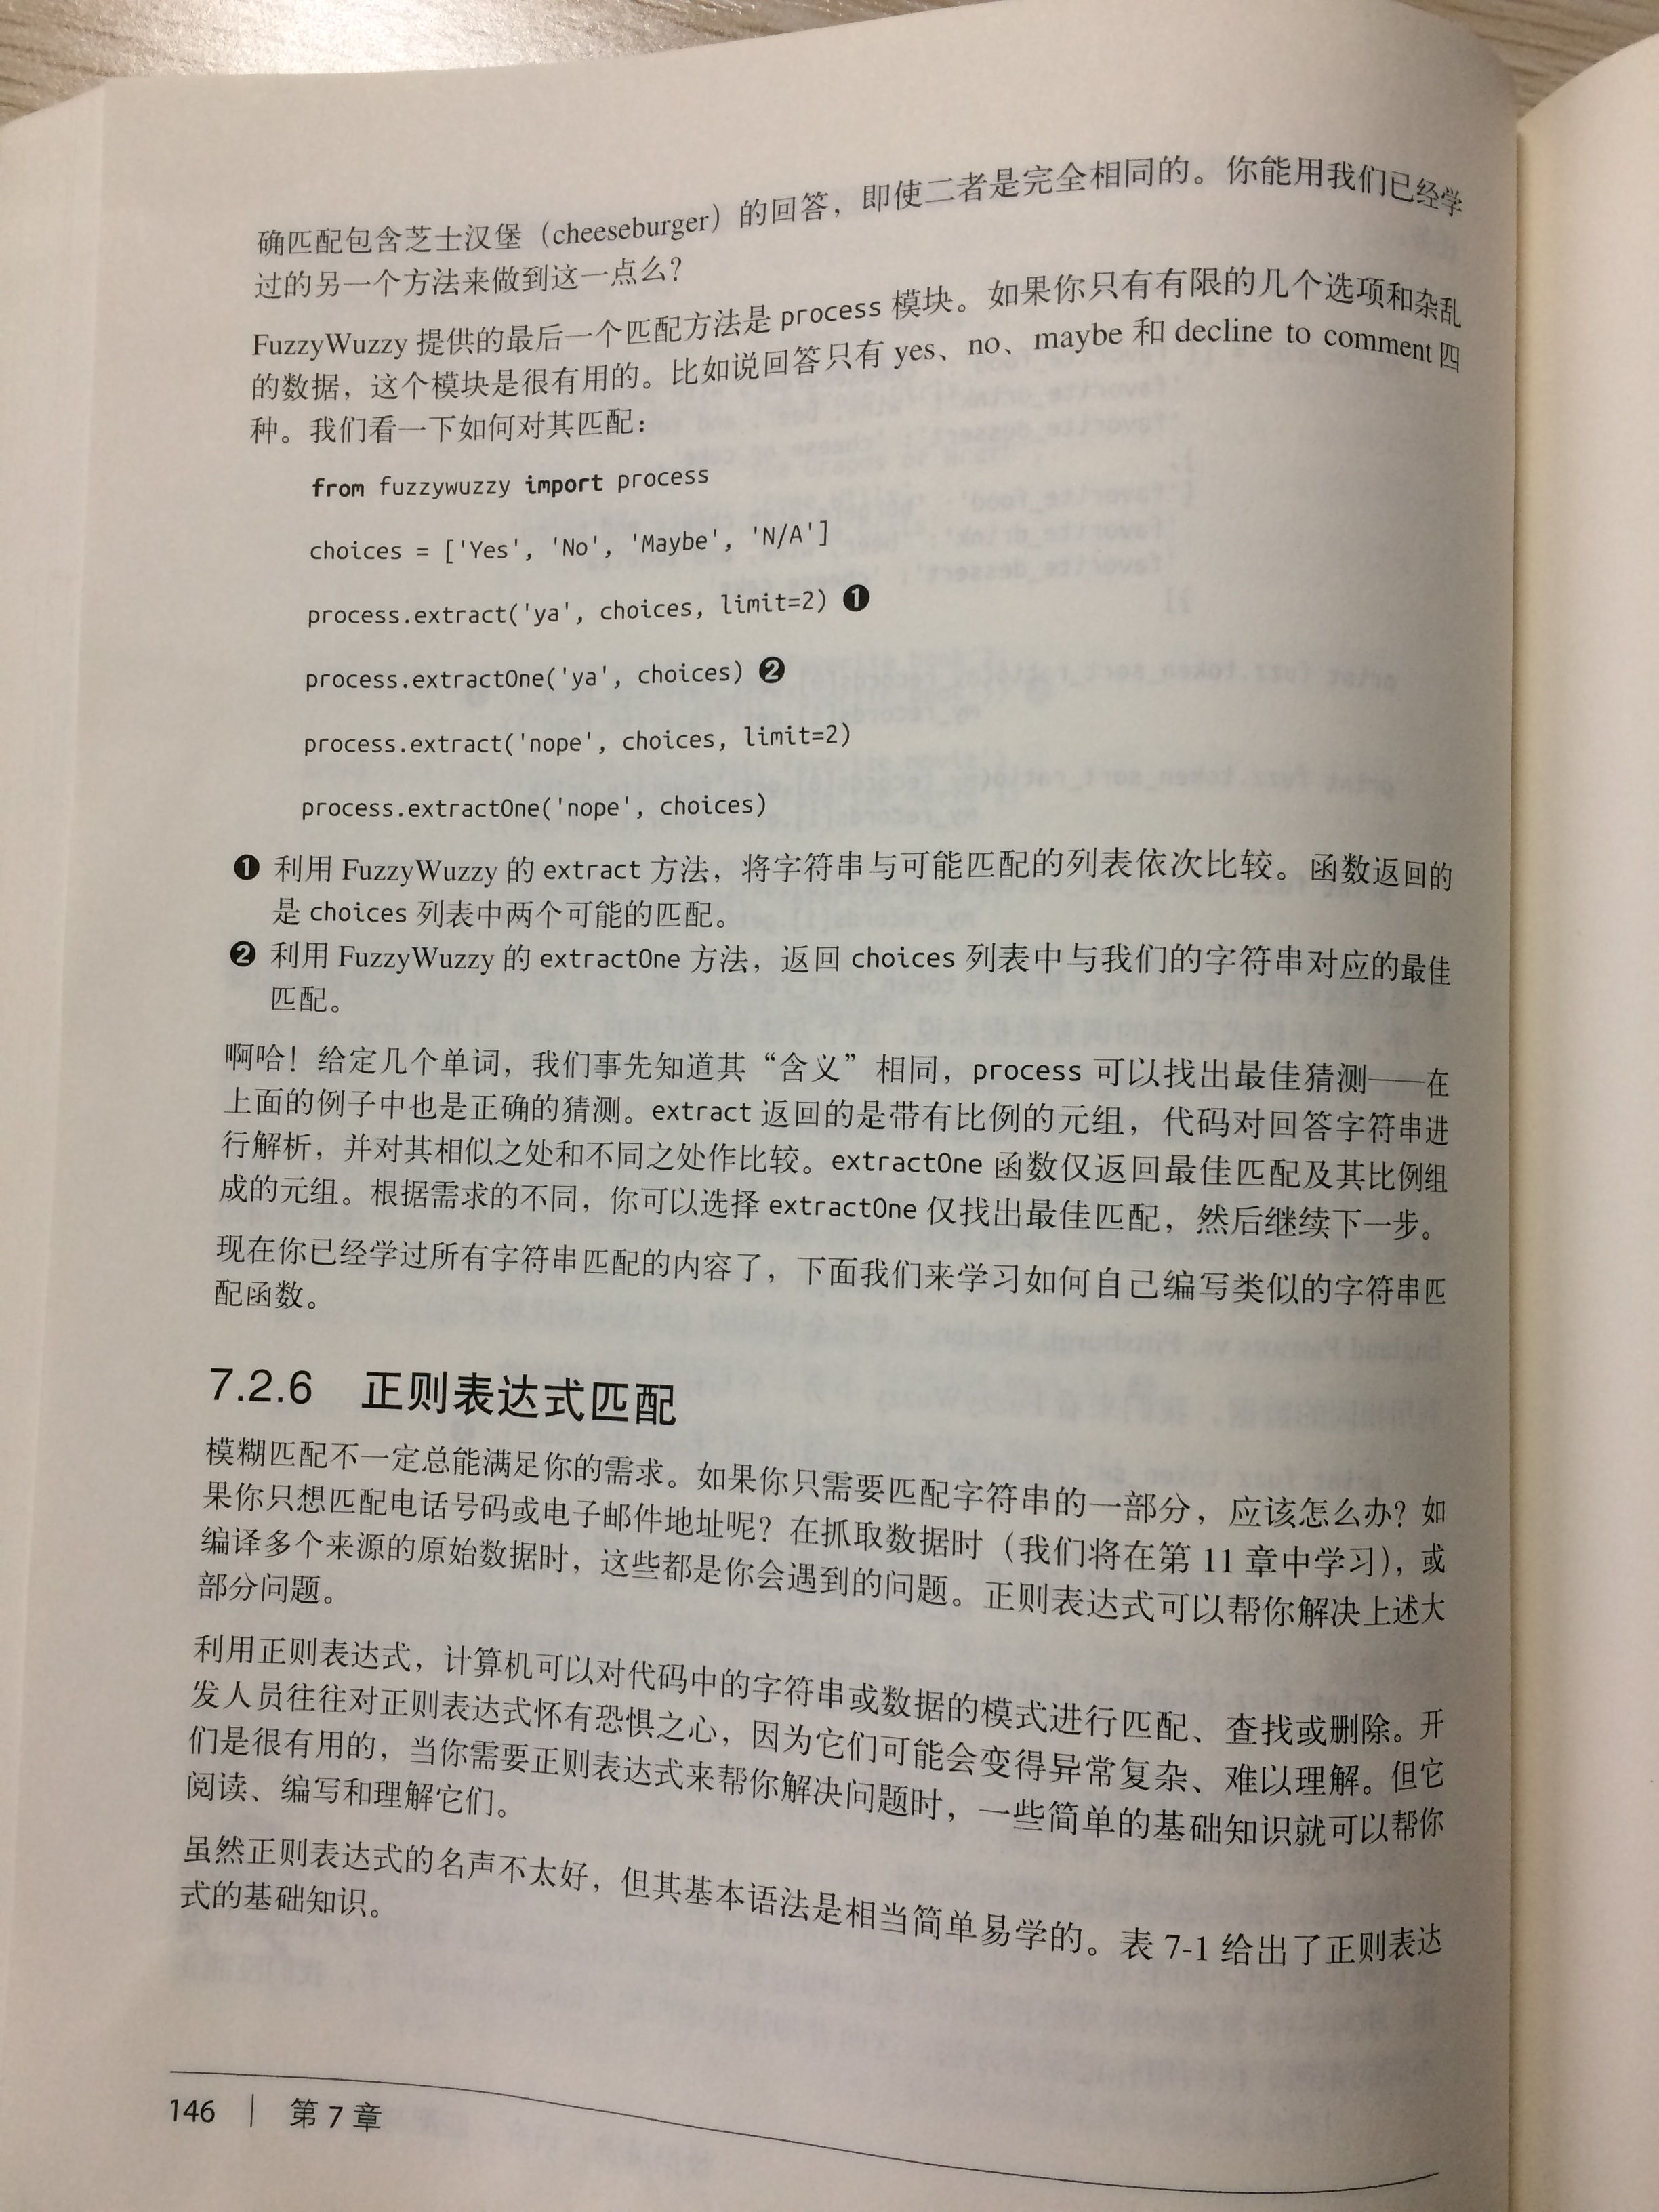 确匹配包含芝士汉堡（cheeseburger）的回答，即使二者是完全相同的。你能用我们已经学
过的另一个方法来做到这一点么？
FuzzyWuzzy 提供的最后一个匹配方法是 process 模块。如果你只有有限的几个选项和杂乱
的数据，这个模块是很有用的。比如说回答只有 yes、no、maybe 和 decline to comment 四
种。我们看一下如何对其匹配：
from fuzzywuzzy import process
choices = ['Yes', 'No', 'Maybe', 'N/A']
process.extract('ya', choices, limit=2) ❶
process.extractOne('ya', choices) ❷
process.extract('nope', choices, limit=2)
process.extractOne('nope', choices)
❶ 利用 FuzzyWuzzy 的 extract 方法，将字符串与可能匹配的列表依次比较。函数返回的
是 choices 列表中两个可能的匹配。
❷ 利用 FuzzyWuzzy 的 extractOne 方法，返回 choices 列表中与我们的字符串对应的最佳
匹配。
啊哈！给定几个单词，我们事先知道其“含义”相同，process 可以找出最佳猜测——在
上面的例子中也是正确的猜测。extract 返回的是带有比例的元组，代码对回答字符串进
行解析，并对其相似之处和不同之处作比较。extractOne 函数仅返回最佳匹配及其比例组
成的元组。根据需求的不同，你可以选择 extractOne 仅找出最佳匹配，然后继续下一步。
现在你已经学过所有字符串匹配的内容了，下面我们来学习如何自己编写类似的字符串匹
配函数。
7.2.6 正则表达式匹配
模糊匹配不一定总能满足你的需求。如果你只需要匹配字符串的一部分，应该怎么办？如
果你只想匹配电话号码或电子邮件地址呢？在抓取数据时（我们将在第 11 章中学习），或
编译多个来源的原始数据时，这些都是你会遇到的问题。正则表达式可以帮你解决上述大
部分问题。
利用正则表达式，计算机可以对代码中的字符串或数据的模式进行匹配、查找或删除。开
发人员往往对正则表达式怀有恐惧之心，因为它们可能会变得异常复杂、难以理解。但它
们是很有用的，当你需要正则表达式来帮你解决问题时，一些简单的基础知识就可以帮你
阅读、编写和理解它们。
虽然正则表达式的名声不太好，但其基本语法是相当简单易学的。表 7-1 给出了正则表达
式的基础知识。
146 | 第 7 章